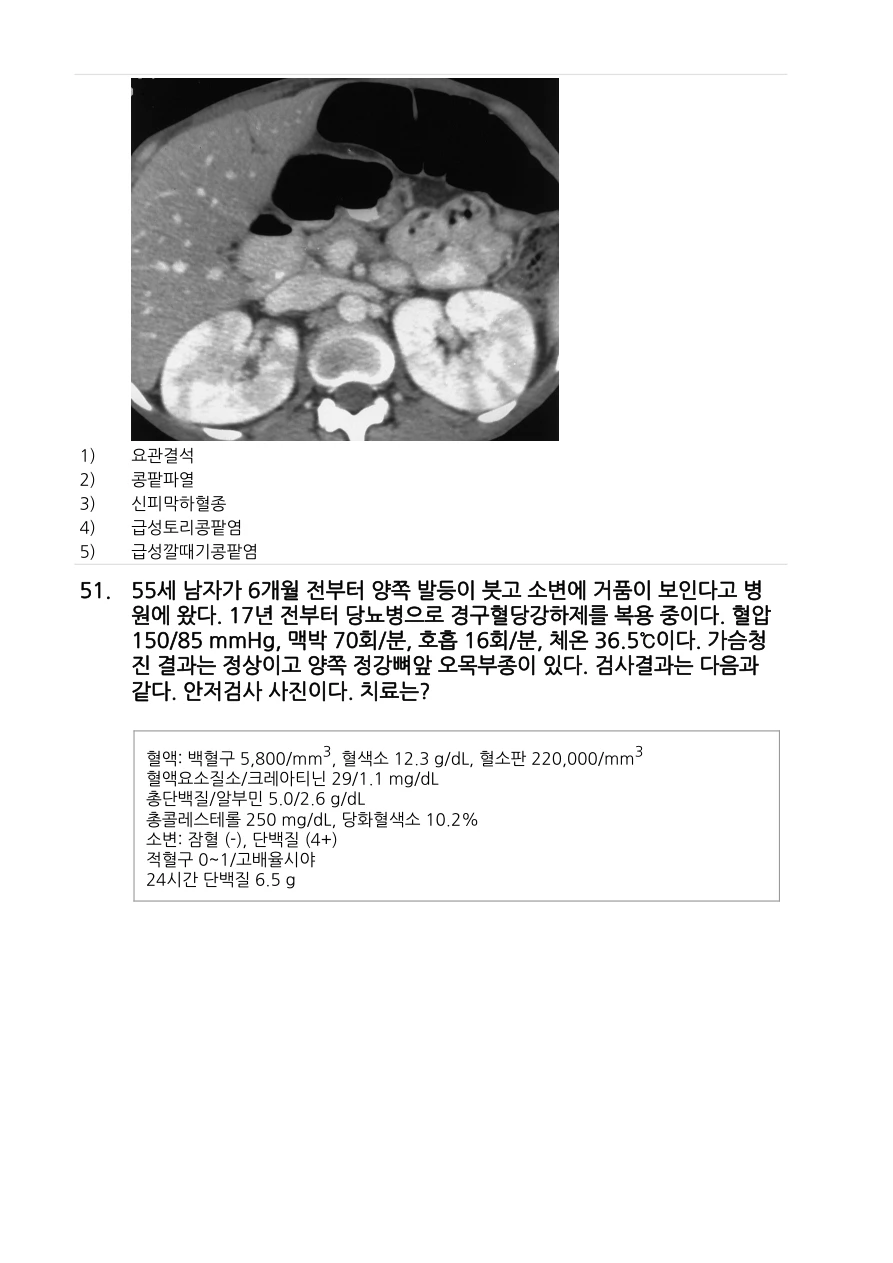 1) 요관결석
2) 콩팥파열
3) 신피막하혈종
4) 급성토리콩팥염
5) 급성깔때기콩팥염
51. 55세 남자가 6개월 전부터 양쪽 발등이 붓고 소변에 거품이 보인다고 병
원에 왔다. 17년 전부터 당뇨병으로 경구혈당강하제를 복용 중이다. 혈압
150/85 mmHg, 맥박 70회/분, 호흡 16회/분, 체온 36.5℃이다. 가슴청
진 결과는 정상이고 양쪽 정강뼈앞 오목부종이 있다. 검사결과는 다음과
같다. 안저검사 사진이다. 치료는?
혈액: 백혈구 5,800/mm³, 혈색소 12.3 g/dL, 혈소판 220,000/mm³
혈액요소질소/크레아티닌 29/1.1 mg/dL
총단백질/알부민 5.0/2.6 g/dL
총콜레스테롤 250 mg/dL, 당화혈색소 10.2%
소변: 잠혈 (-), 단백질 (4+)
적혈구 0~1/고배율시야
24시간 단백질 6.5 g